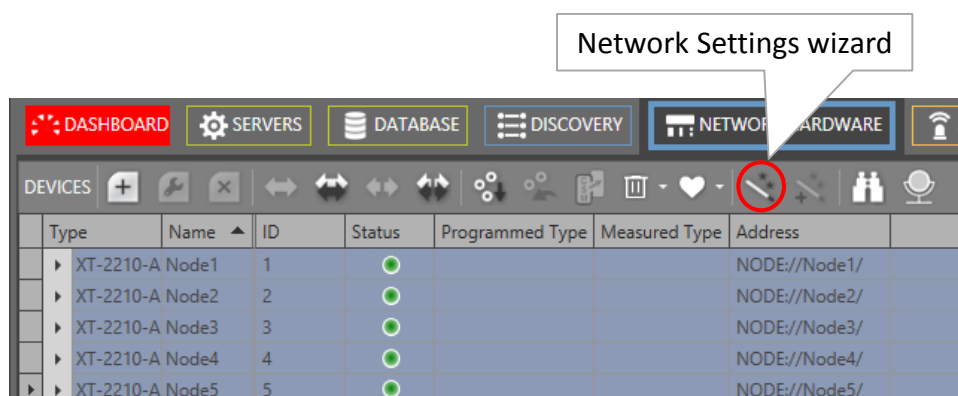 Network Settings wizard
DASHBOARD SERVERS DATABASE DISCOVERY NETWORK HARDWARE
DEVICES
Type Name ID Status Programmed Type Measured Type Address
XT-2210-A Node1 1 NODE://Node1/
XT-2210-A Node2 2 NODE://Node2/
XT-2210-A Node3 3 NODE://Node3/
XT-2210-A Node4 4 NODE://Node4/
XT-2210-A Node5 5 NODE://Node5/